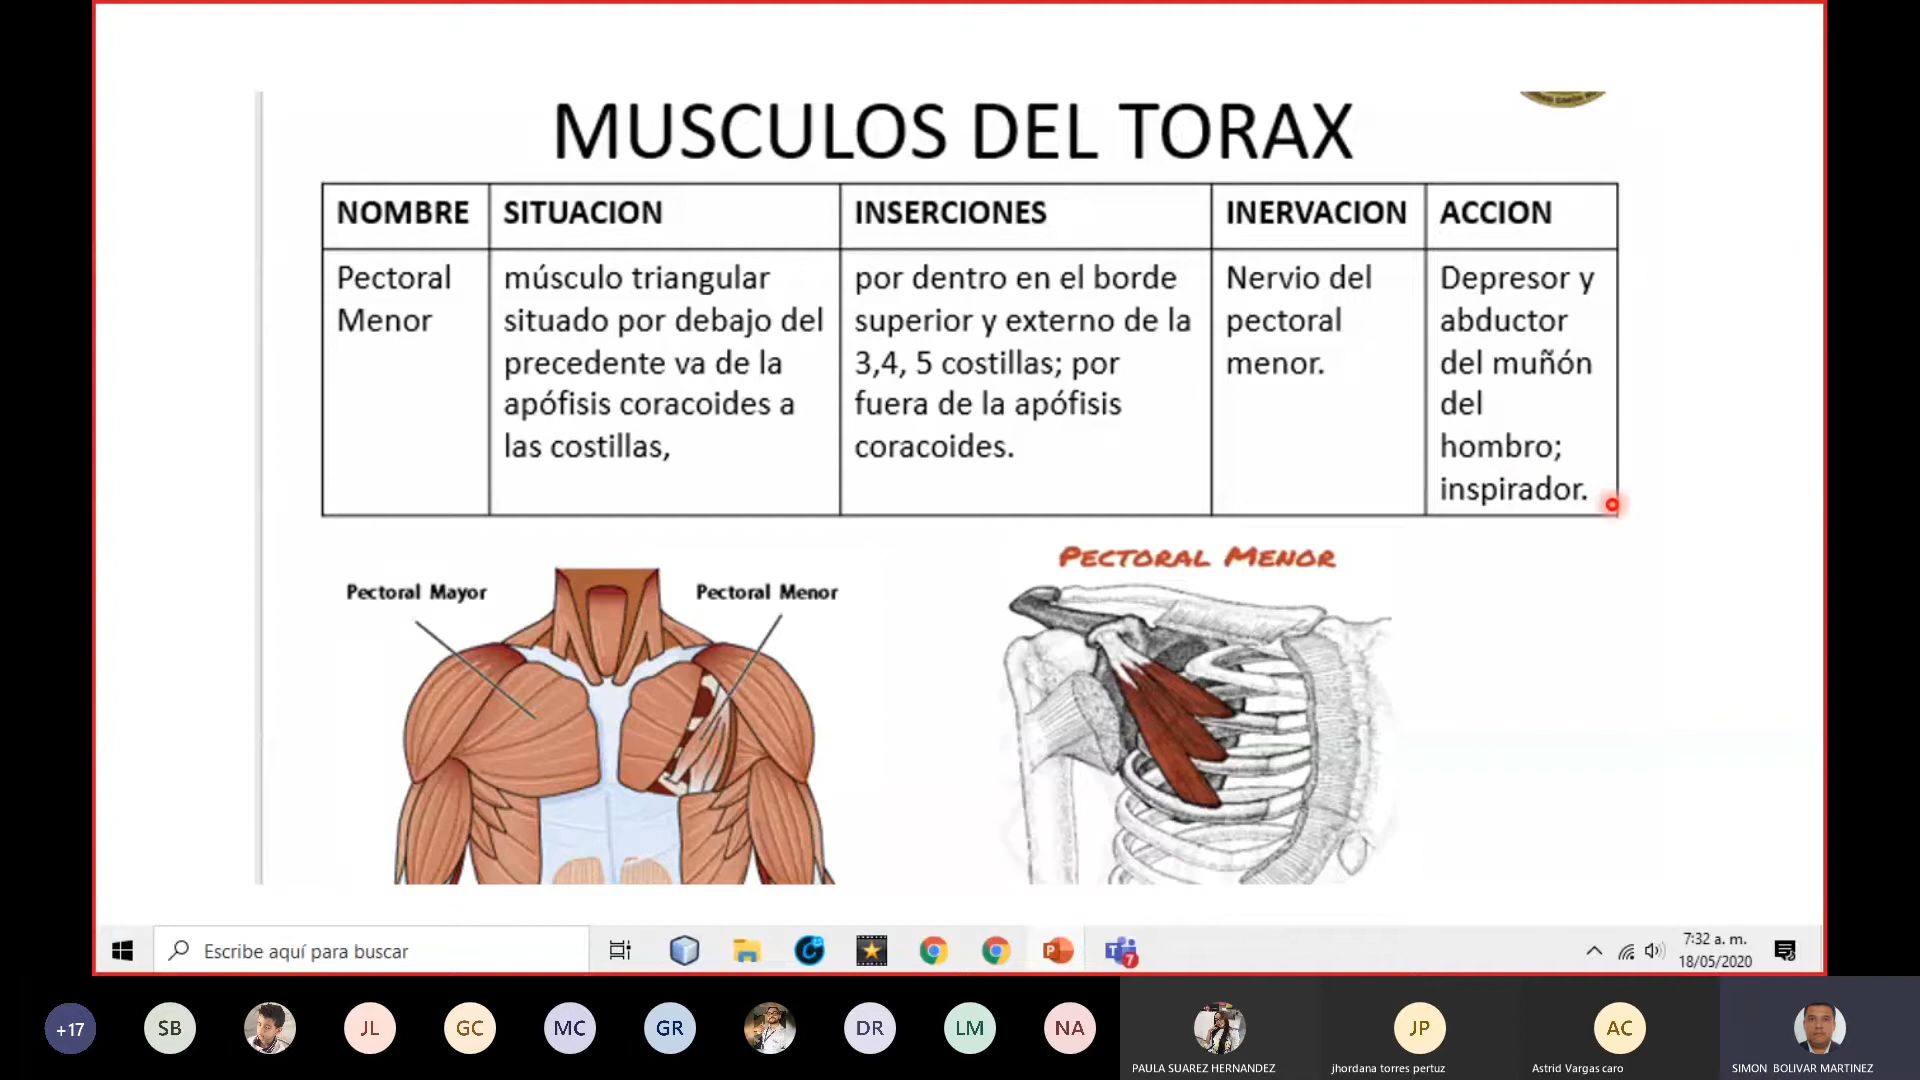 MUSCULOS DEL TORAX
NOMBRE
SITUACION
INSERCIONES
INERVACION
ACCION
Pectoral
Menor
músculo triangular
situado por debajo del
precedente va de la
apófisis coracoides a
las costillas,
por dentro en el borde
superior y externo de la
3,4, 5 costillas; por
fuera de la apófisis
coracoides.
Nervio del
pectoral
menor.
Depresor y
abductor
del muñón
del
hombro;
inspirador.
Pectoral Mayor
Pectoral Menor
PECTORAL MENOR
Escribe aquí para buscar
7
7:32 a. m.
18/05/2020
+17
SB
JL
GC
MC
GR
DR
LM
NA
JP
AC
PAULA SUAREZ HERNANDEZ
jhordana torres pertuz
Astrid Vargas caro
SIMON BOLIVAR MARTINEZ